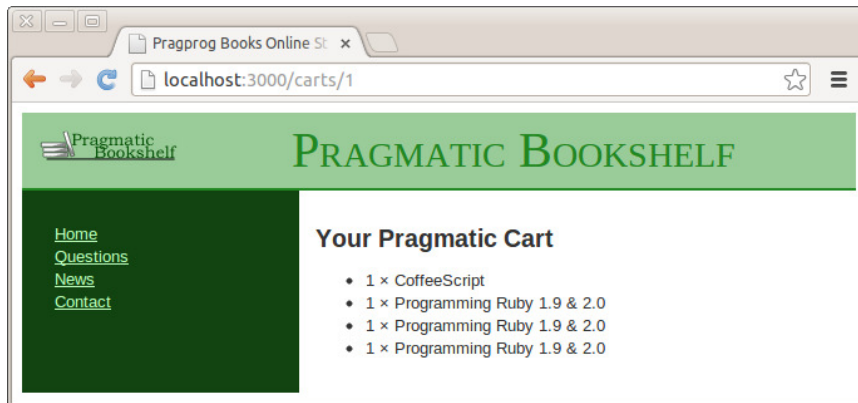 Pragprog Books Online St
localhost:3000/carts/1
Pragmatic
Bookshelf
PRAGMATIC BOOKSHELF
Home
Questions
News
Contact
Your Pragmatic Cart
• 1 × CoffeeScript
• 1 × Programming Ruby 1.9 & 2.0
• 1 × Programming Ruby 1.9 & 2.0
• 1 × Programming Ruby 1.9 & 2.0